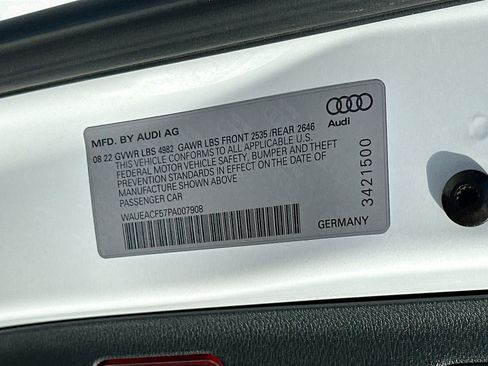 MFD. BY AUDI AG
Audi
08 22 GVWR LBS 4982 GAWR LBS FRONT 2535 /REAR 2646
THIS VEHICLE CONFORMS TO ALL APPLICABLE U.S.
FEDERAL MOTOR VEHICLE SAFETY, BUMPER AND THEFT
PREVENTION STANDARDS IN EFFECT ON THE DATE OF
MANUFACTURE SHOWN ABOVE.
PASSENGER CAR
WAUEACF57PA007908
GERMANY
3421500